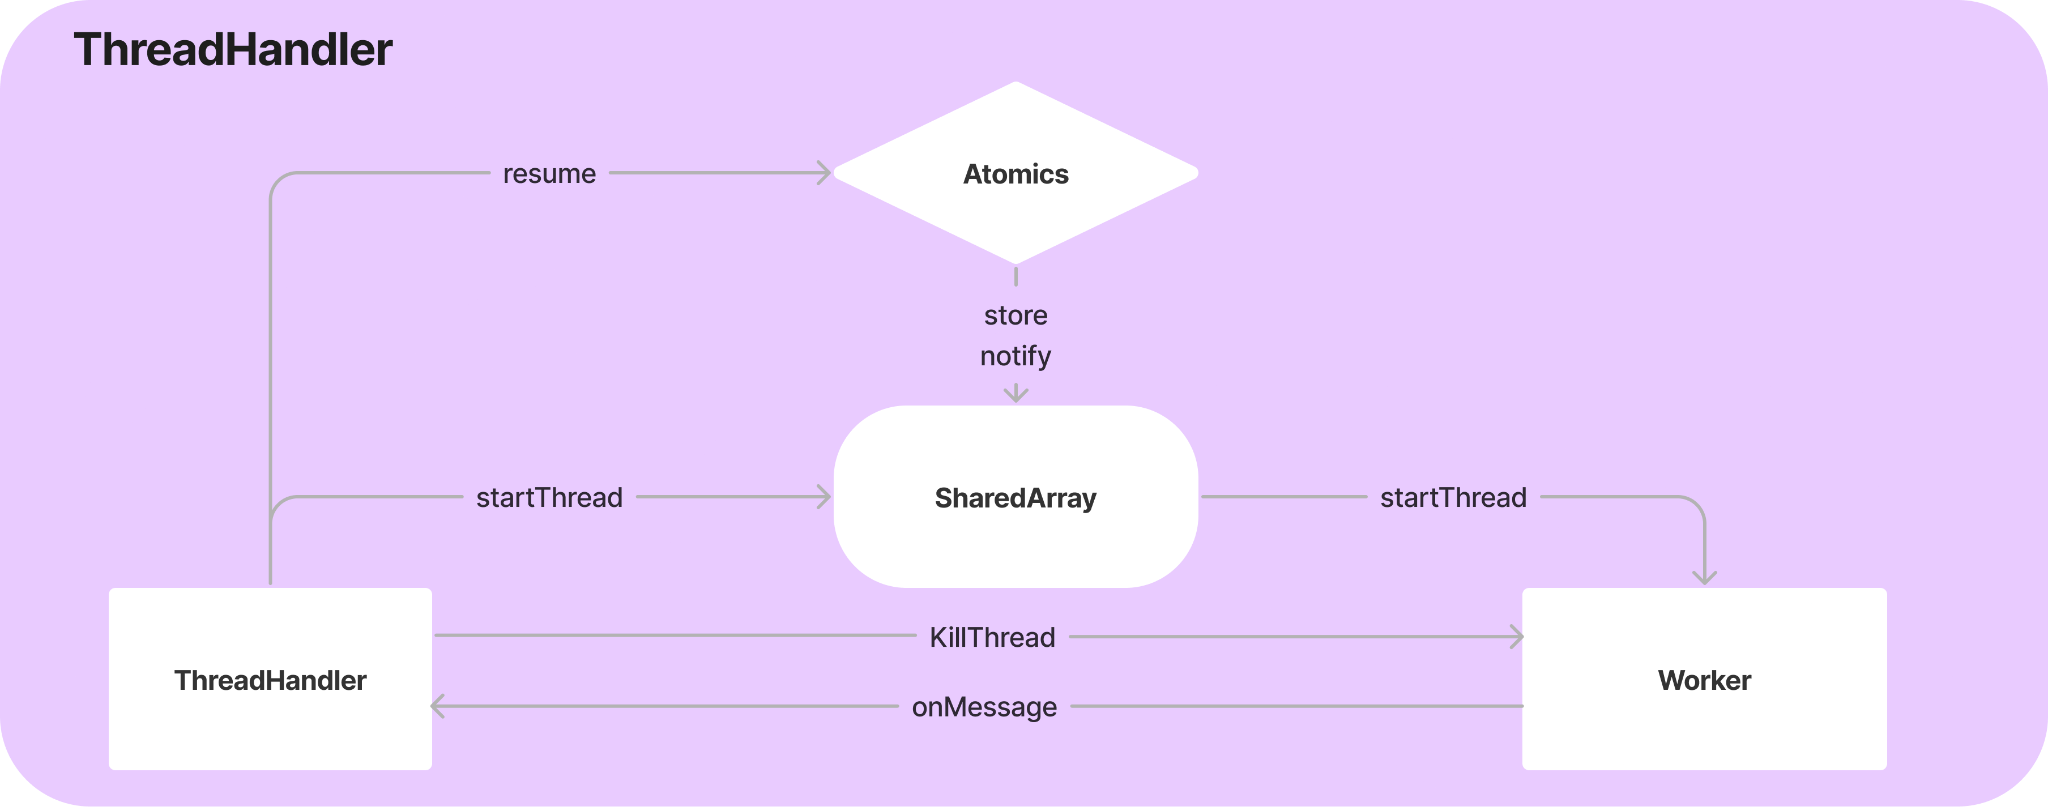 ThreadHandler
resume
Atomics
store
notify
startThread
SharedArray
startThread
ThreadHandler
KillThread
onMessage
Worker